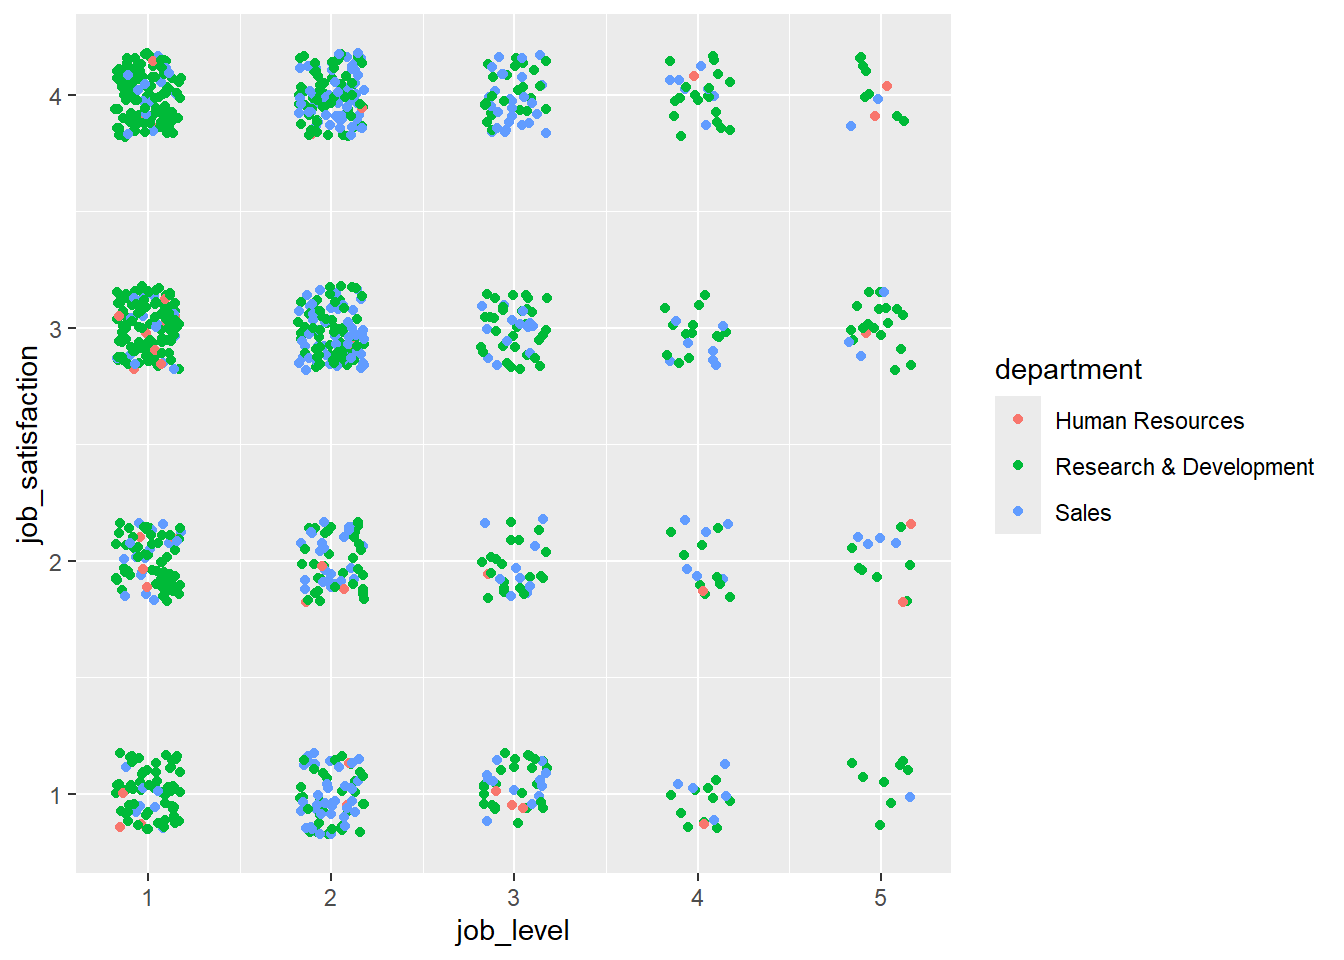 4
3
2
1
job_satisfaction
1 2 3 4 5
job_level
department
Human Resources
Research & Development
Sales